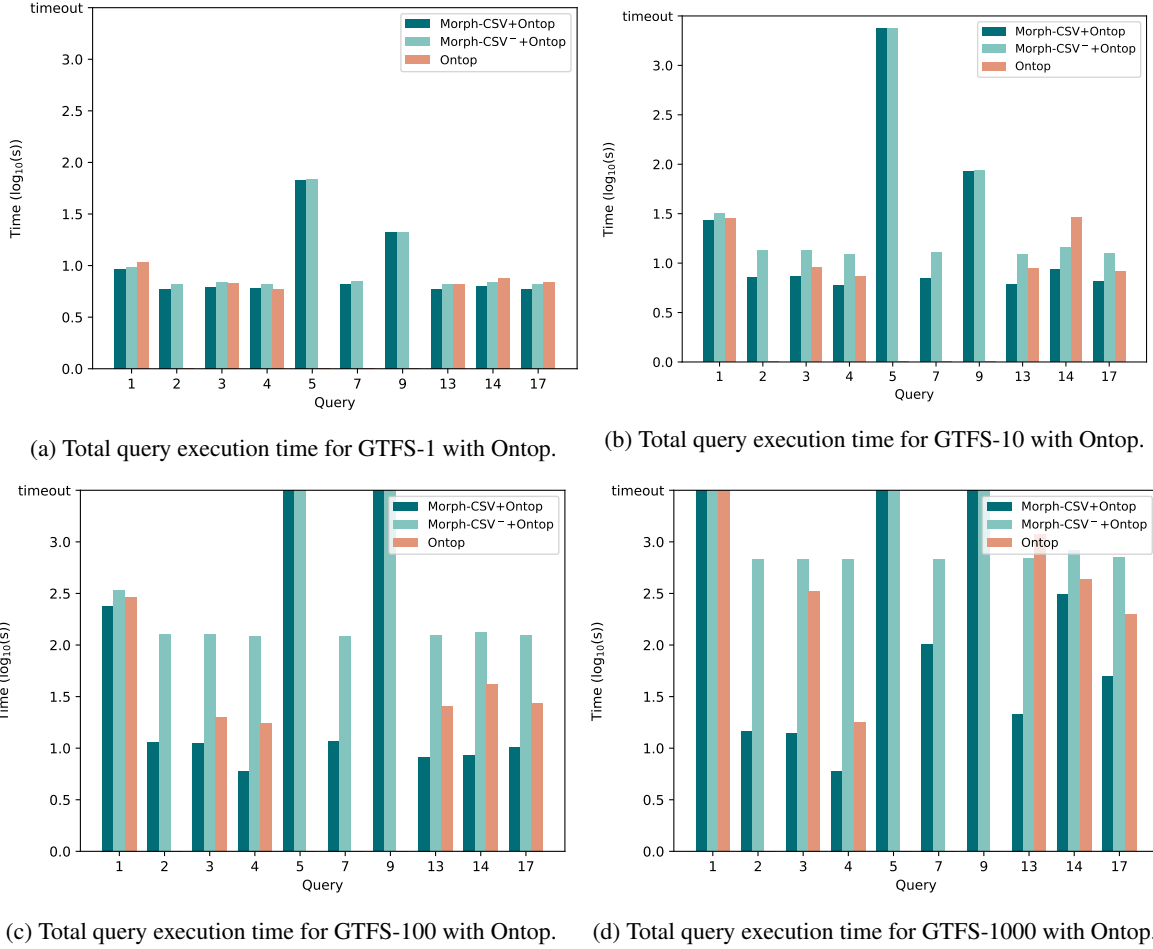 timeout
3.5
3.0
2.5
2.0
1.5
1.0
0.5
0.0
Time (log10(s))
Morph-CSV+Ontop
Morph-CSV−+Ontop
Ontop
1 2 3 4 5 7 9 13 14 17
Query
(a) Total query execution time for GTFS-1 with Ontop.
timeout
3.0
2.5
2.0
1.5
1.0
0.5
0.0
Time (log10(s))
Morph-CSV+Ontop
Morph-CSV−+Ontop
Ontop
1 2 3 4 5 7 9 13 14 17
Query
(b) Total query execution time for GTFS-10 with Ontop.
timeout
3.0
2.5
2.0
1.5
1.0
0.5
0.0
Time (log10(s))
Morph-CSV+Ontop
Morph-CSV−+Ontop
Ontop
1 2 3 4 5 7 9 13 14 17
Query
(c) Total query execution time for GTFS-100 with Ontop.
timeout
3.0
2.5
2.0
1.5
1.0
0.5
0.0
Time (log10(s))
Morph-CSV+Ontop
Morph-CSV−+Ontop
Ontop
1 2 3 4 5 7 9 13 14 17
Query
(d) Total query execution time for GTFS-1000 with Ontop.